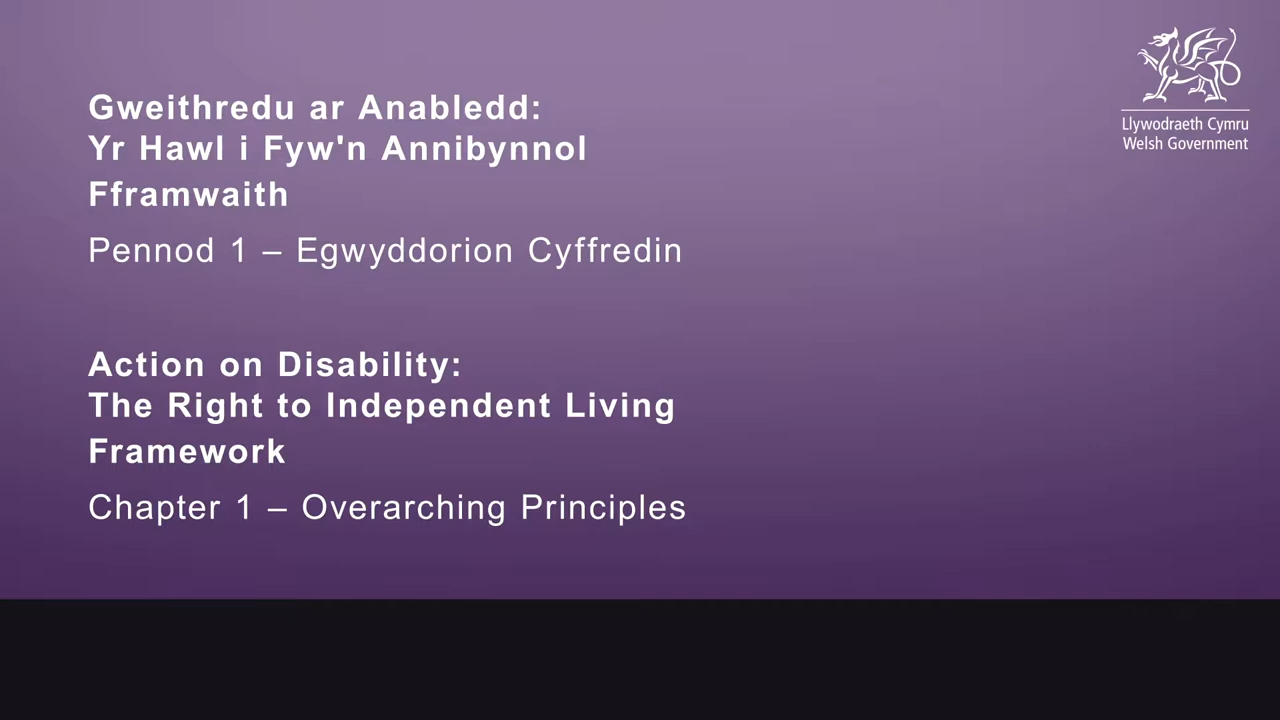 Gweithredu ar Anabledd:
Yr Hawl i Fyw'n Annibynnol
Fframwaith
Pennod 1 – Egwyddorion Cyffredin
Action on Disability:
The Right to Independent Living
Framework
Chapter 1 – Overarching Principles
Llywodraeth Cymru
Welsh Government